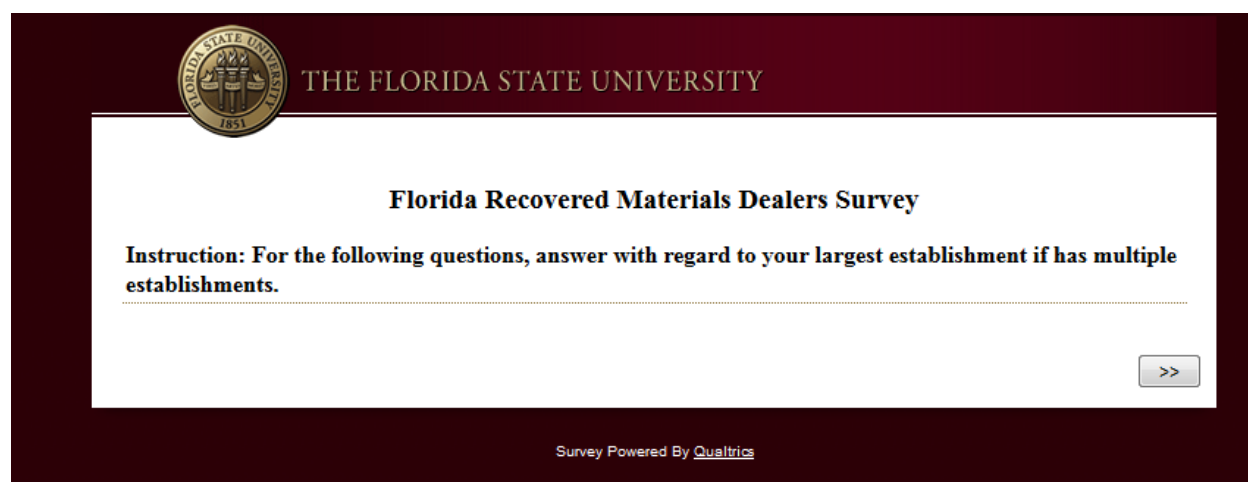 FLORIDA STATE UNIVERSITY
1851
THE FLORIDA STATE UNIVERSITY
Florida Recovered Materials Dealers Survey
Instruction: For the following questions, answer with regard to your largest establishment if has multiple
establishments.
>>
Survey Powered By Qualtrics